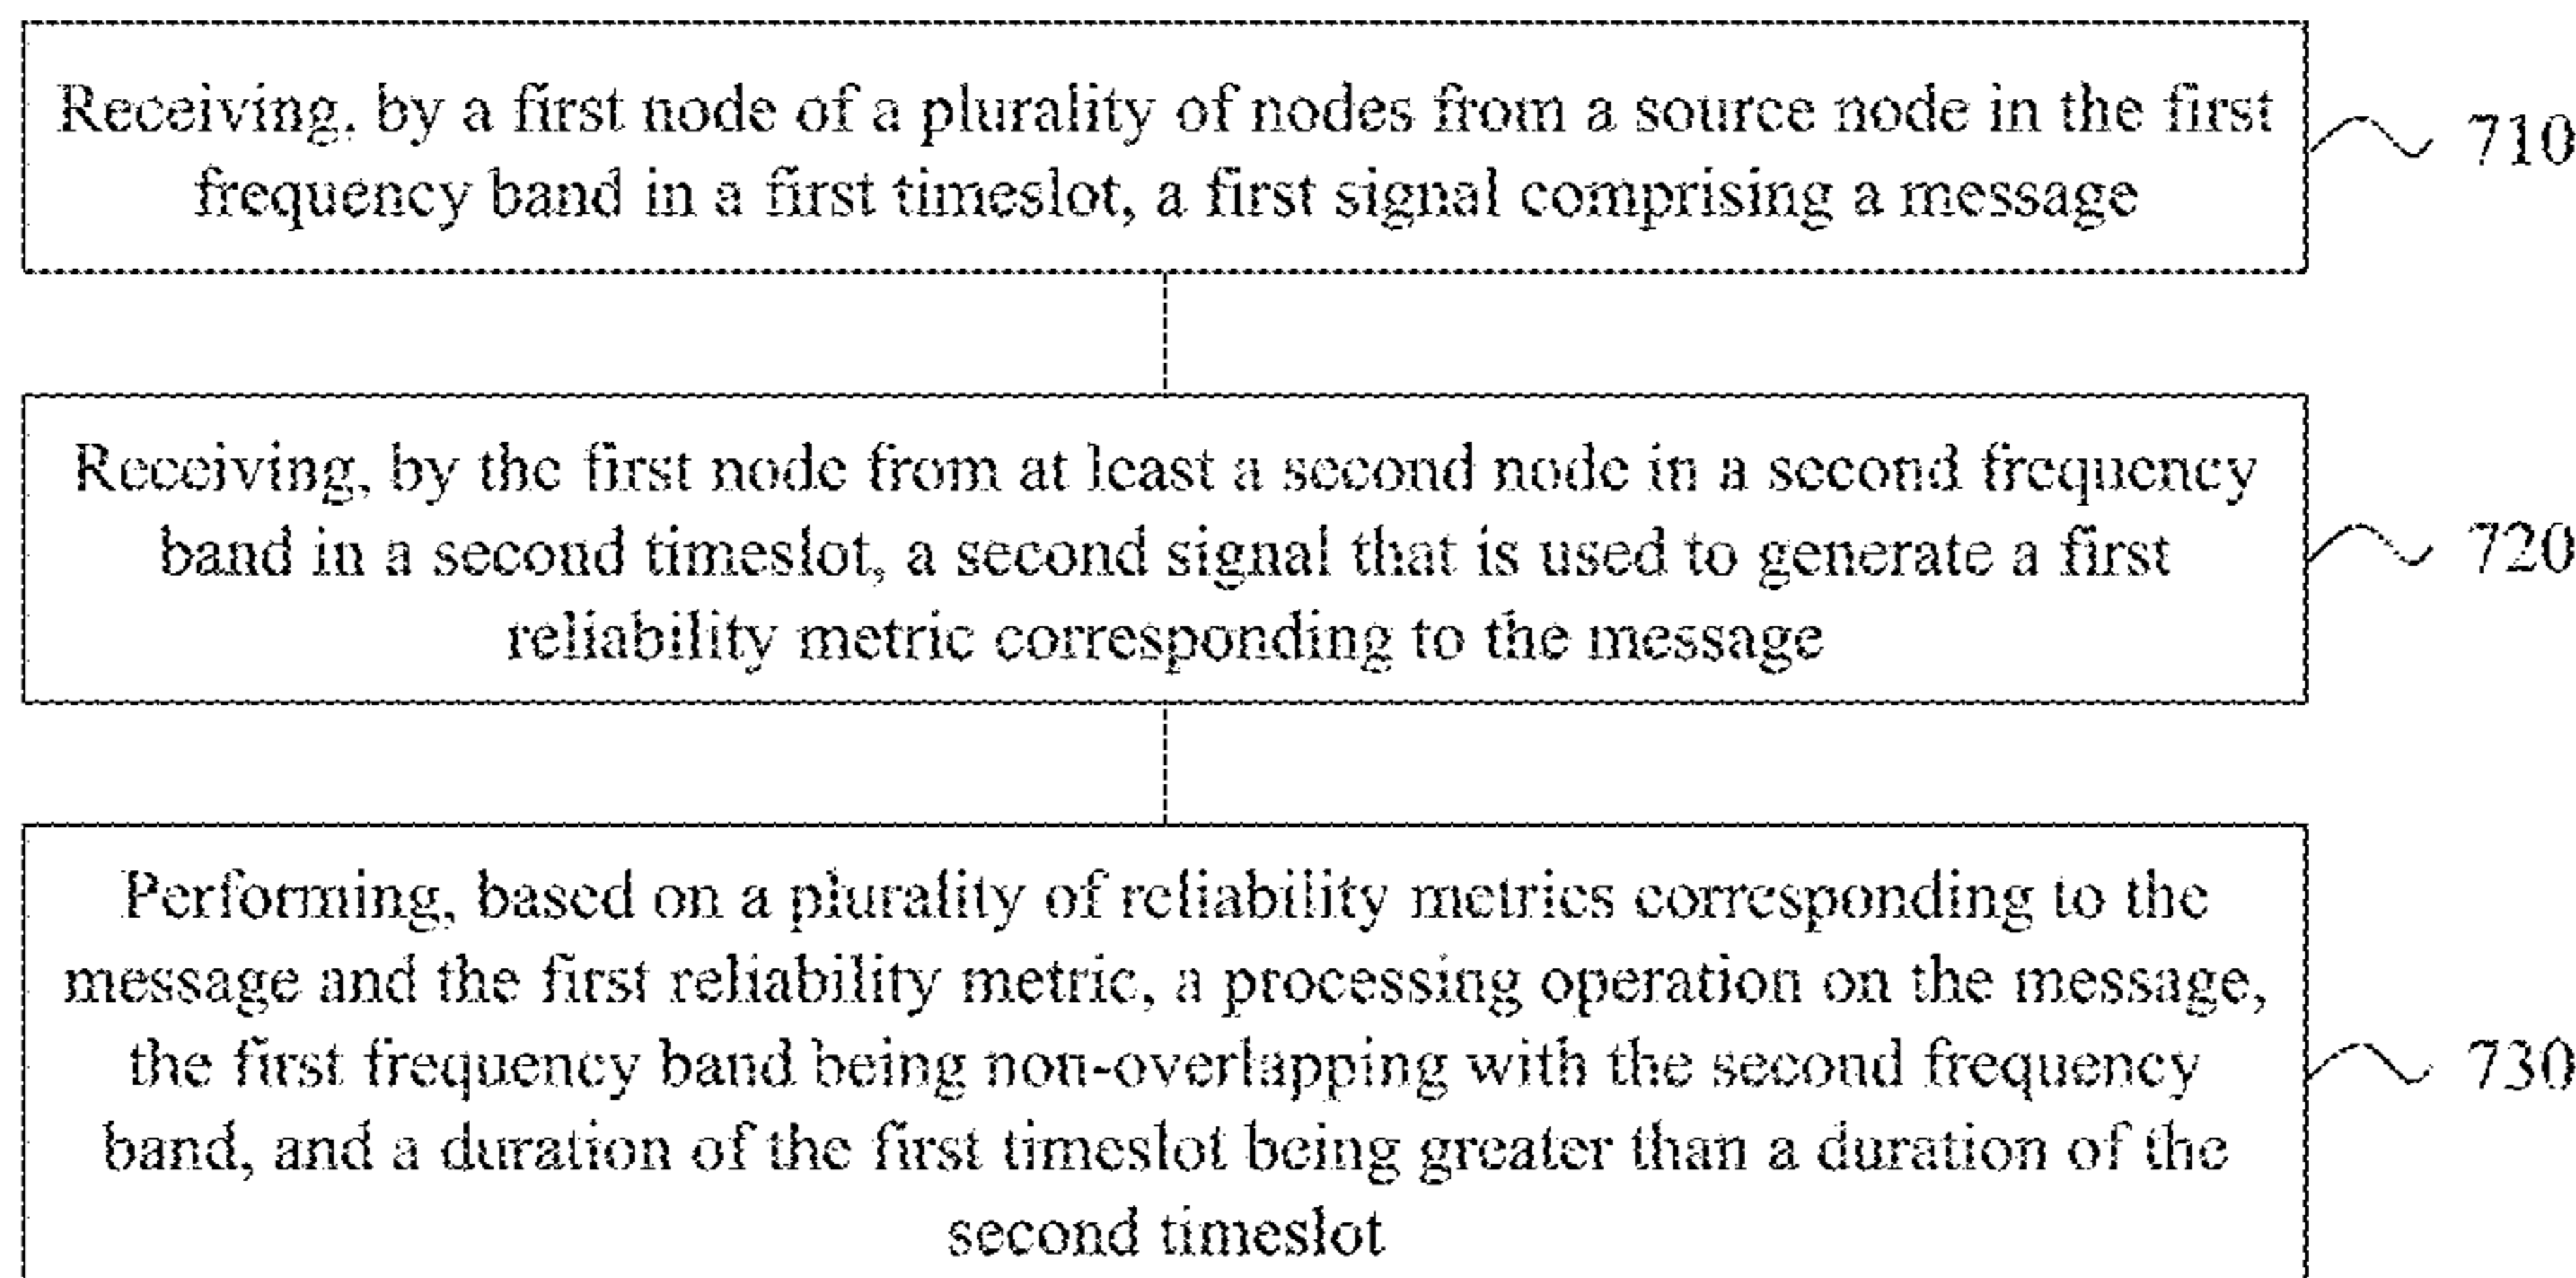 Receiving, by a first node of a plurality of nodes from a source node in the first
frequency band in a first timeslot, a first signal comprising a message
710
Receiving, by the first node from at least a second node in a second frequency
band in a second timeslot, a second signal that is used to generate a first
reliability metric corresponding to the message
720
Performing, based on a plurality of reliability metrics corresponding to the
message and the first reliability metric, a processing operation on the message,
the first frequency band being non-overlapping with the second frequency
band, and a duration of the first timeslot being greater than a duration of the
second timeslot
730